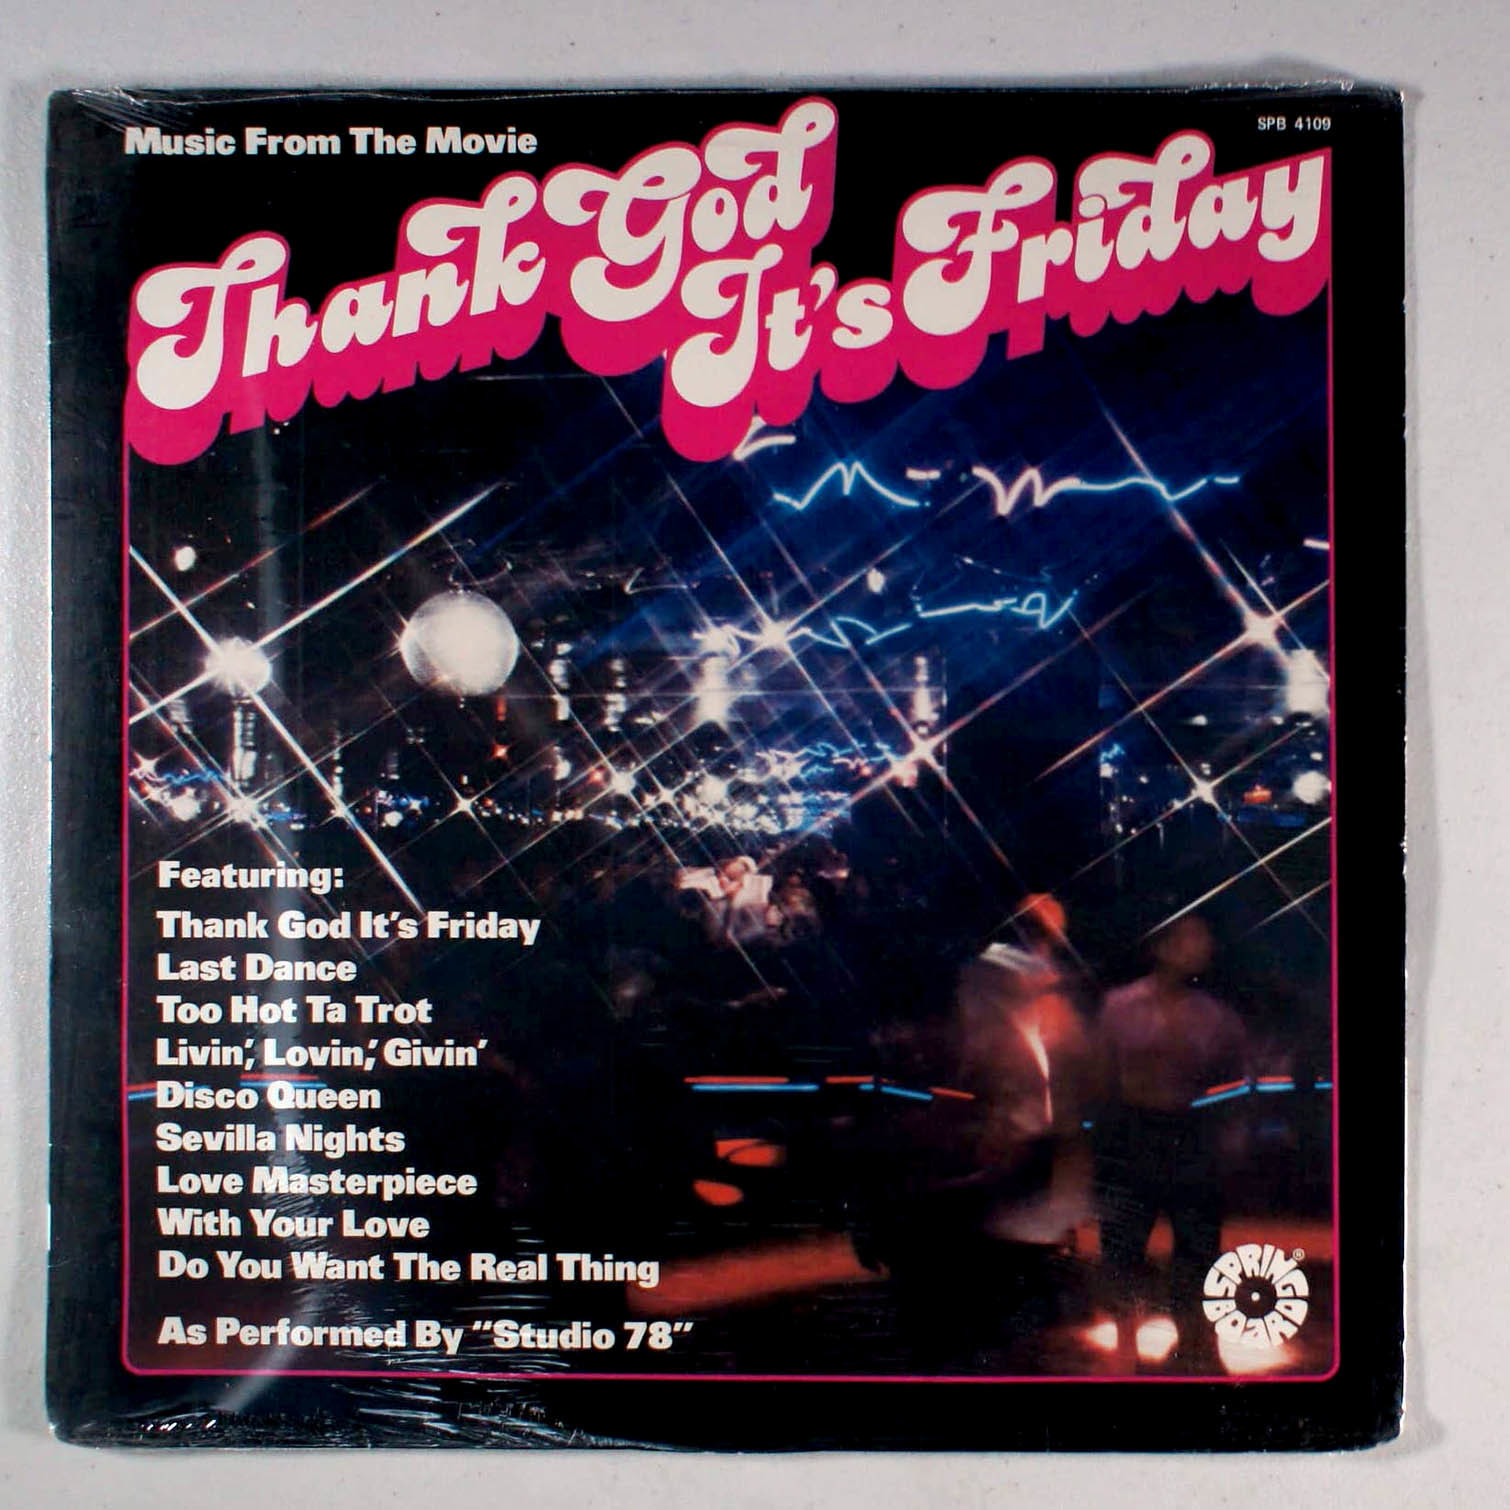 Music From The Movie
SPB 4109
Thank God
It's Friday
Featuring:
Thank God It's Friday
Last Dance
Too Hot Ta Trot
Livin', Lovin', Givin'
Disco Queen
Sevilla Nights
Love Masterpiece
With Your Love
Do You Want The Real Thing
As Performed By "Studio 78"
SPRINGBOARD®